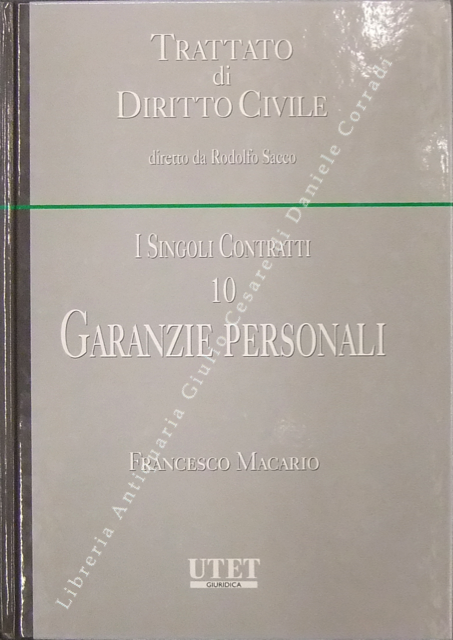 TRATTATO
di
DIRITTO CIVILE
diretto da Rodolfo Sacco
I SINGOLI CONTRATTI
10
GARANZIE PERSONALI
FRANCESCO MACARIO
UTET
GIURIDICA
Libreria Antiquaria Giulio Cesare di Daniele Corradi